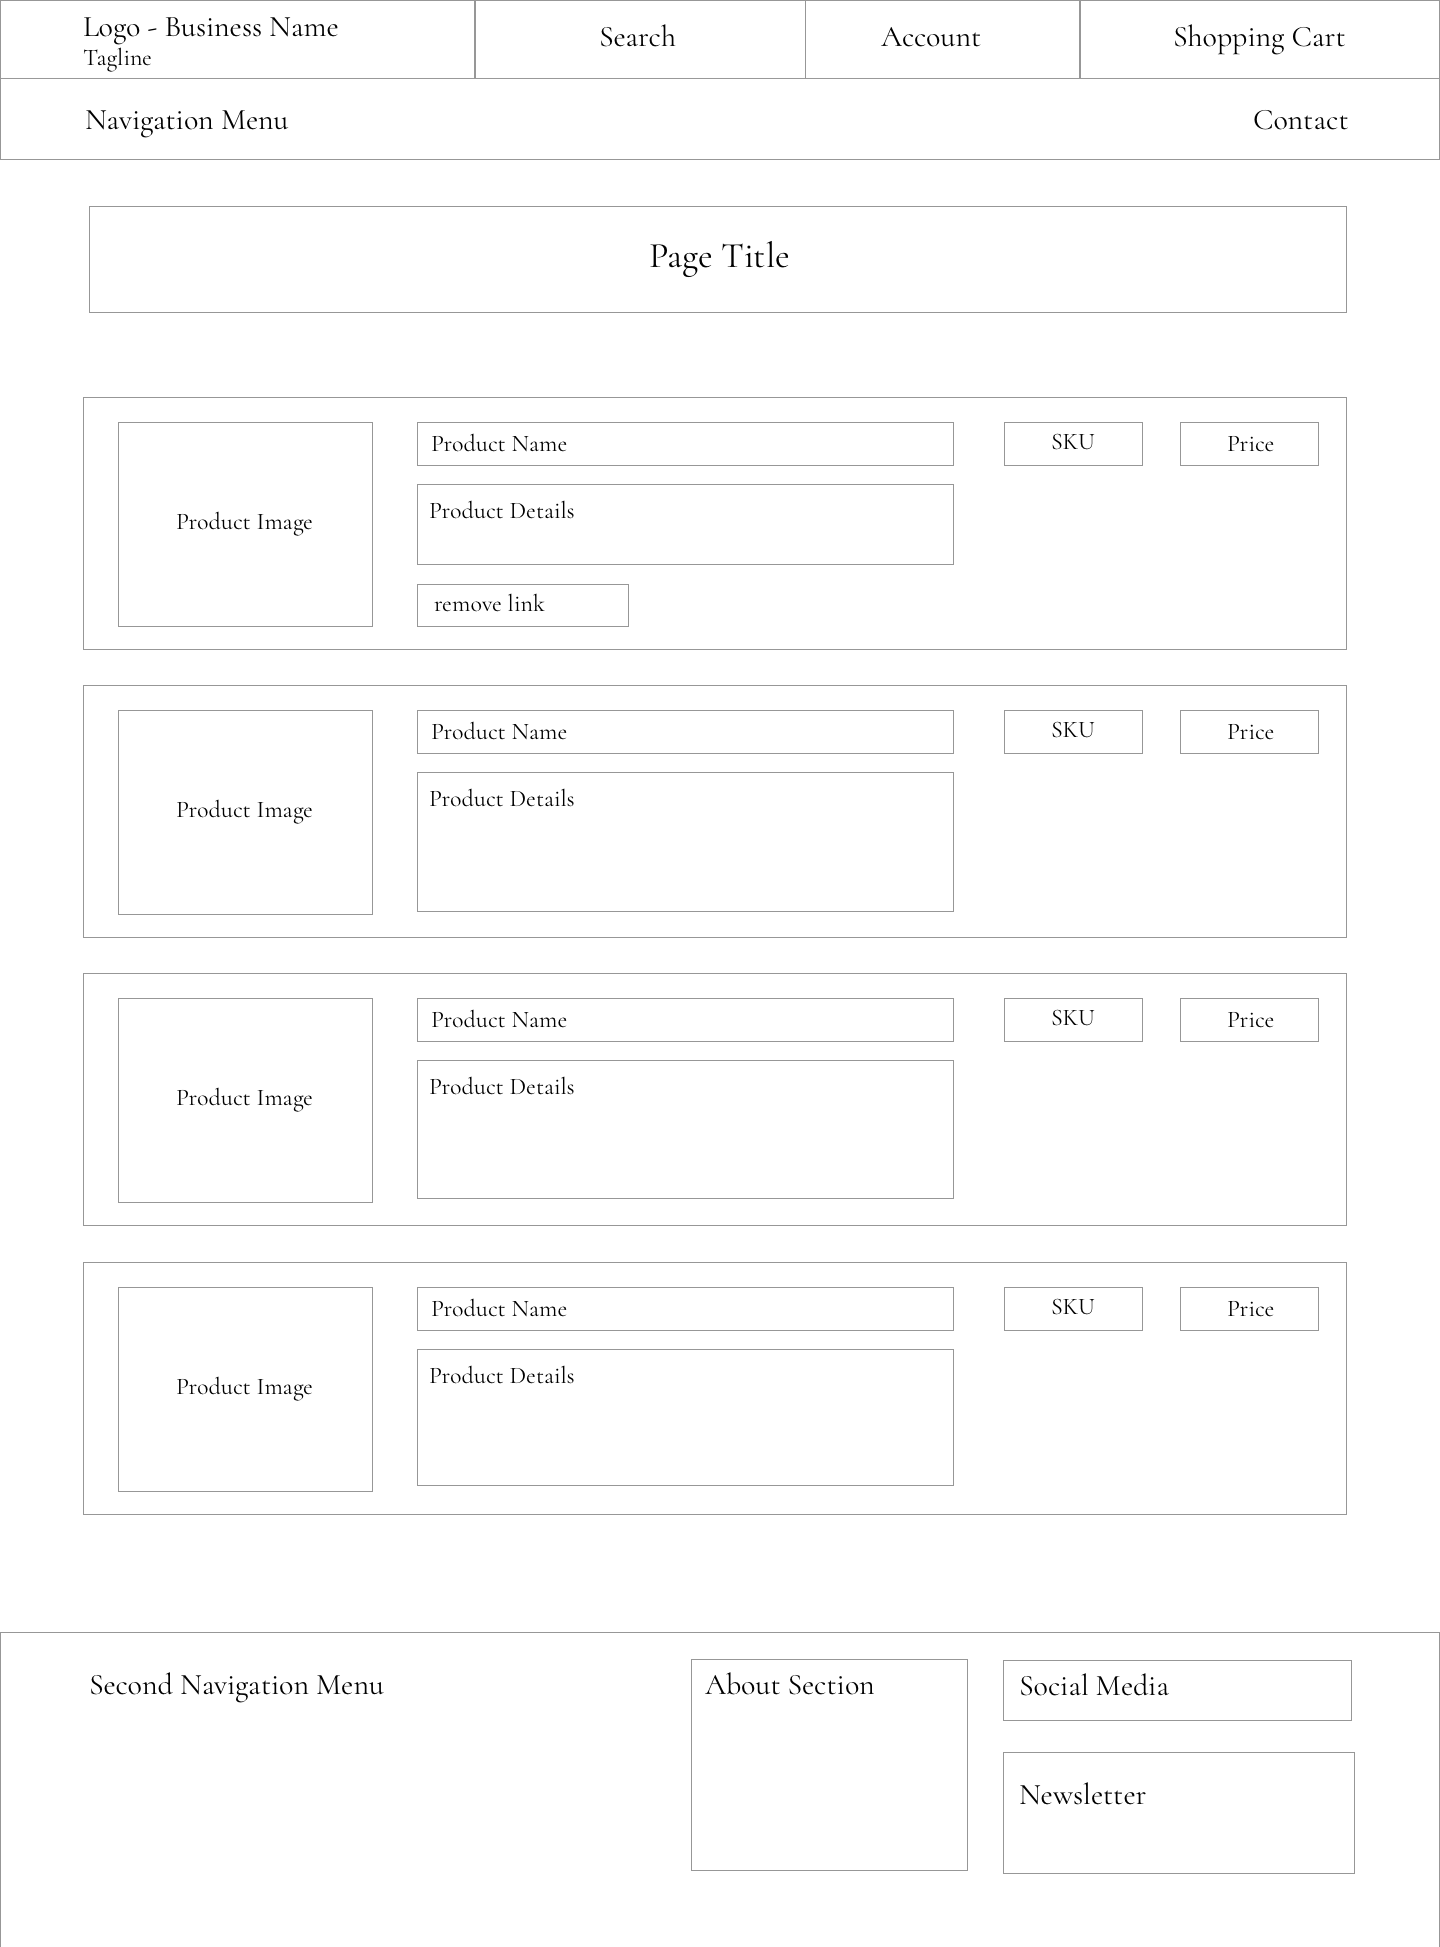 Logo - Business Name
Tagline
Search
Account
Shopping Cart
Navigation Menu
Contact
Page Title
Product Image
Product Name
Product Details
remove link
SKU
Price
Product Image
Product Name
Product Details
SKU
Price
Product Image
Product Name
Product Details
SKU
Price
Product Image
Product Name
Product Details
SKU
Price
Second Navigation Menu
About Section
Social Media
Newsletter